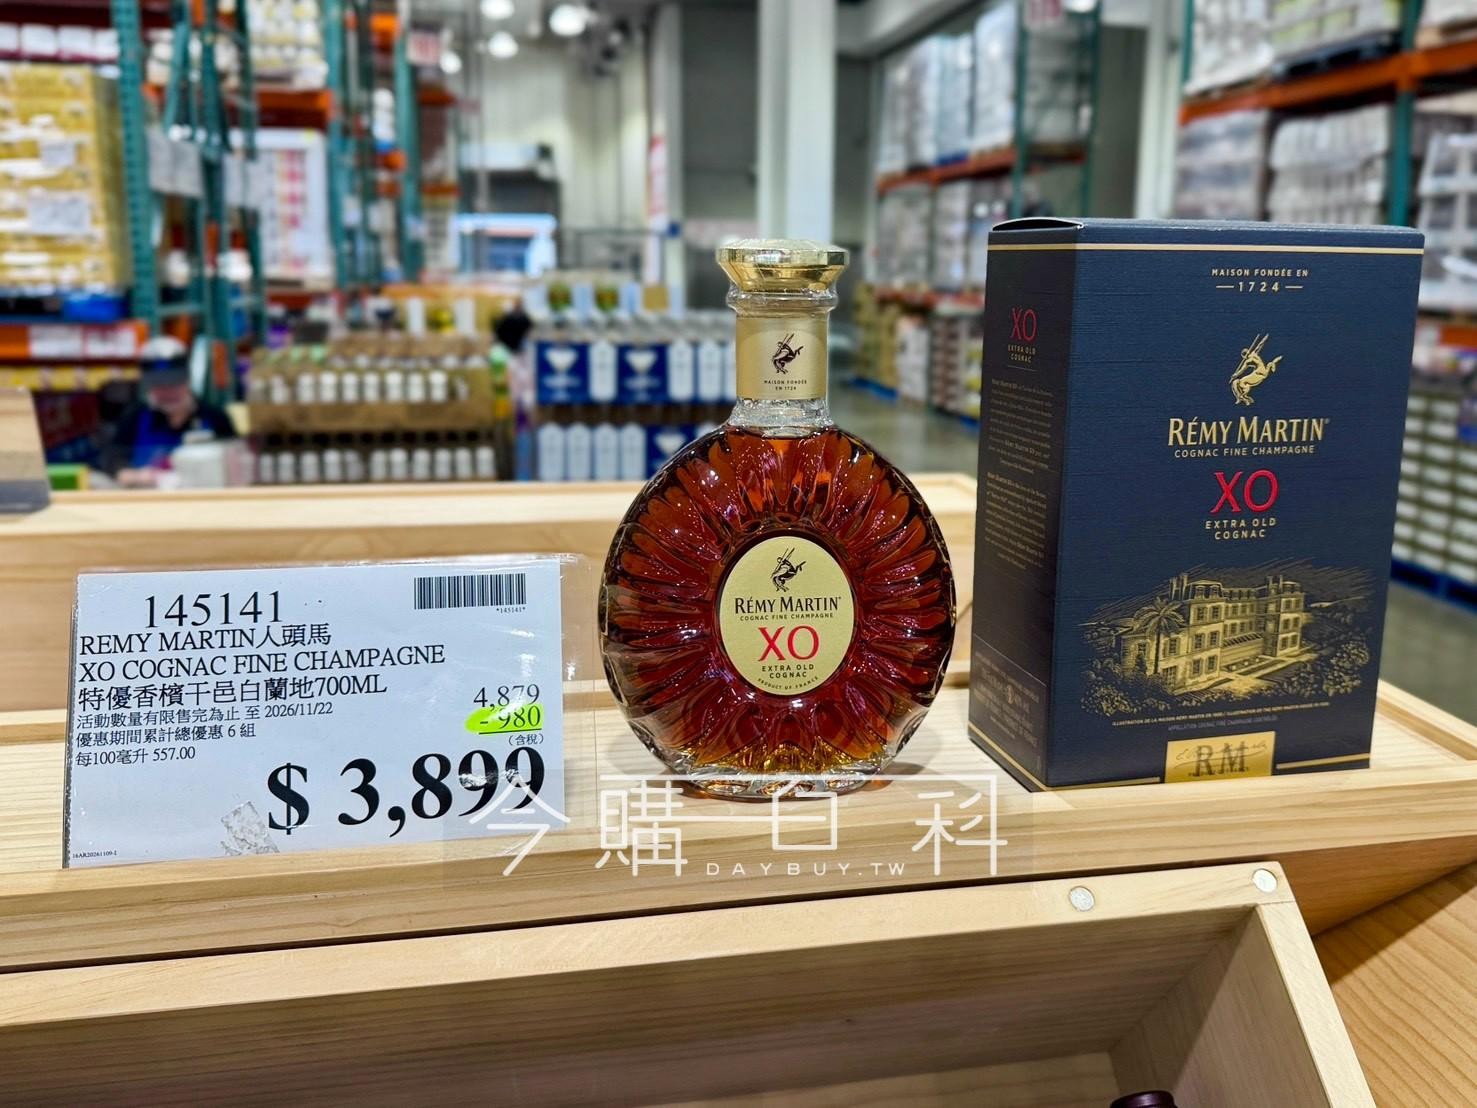 145141
*145141*
REMY MARTIN人頭馬
XO COGNAC FINE CHAMPAGNE
特優香檳干邑白蘭地700ML
4,879
活動數量有限售完為止 至 2026/11/22
- 980
優惠期間累計總優惠 6 組
(含稅)
每100毫升 557.00
$ 3,899
16AR20261109-1
MAISON FONDÉE
EN 1724
RÉMY MARTIN
COGNAC FINE CHAMPAGNE
XO
EXTRA OLD
COGNAC
PRODUCT OF FRANCE
XO
EXTRA OLD
COGNAC
MAISON FONDÉE EN
1724
RÉMY MARTIN
COGNAC FINE CHAMPAGNE
XO
EXTRA OLD
COGNAC
R M
今購百科
DAYBUY.TW